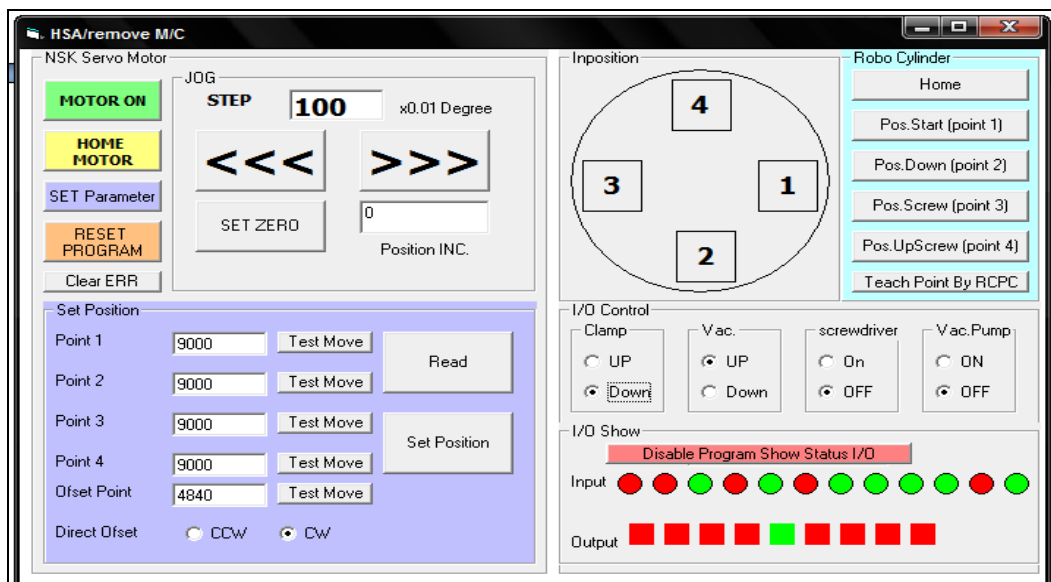 HSA/remove M/C
NSK Servo Motor
MOTOR ON
HOME
MOTOR
SET Parameter
RESET
PROGRAM
Clear ERR
JOG
STEP
100
x0.01 Degree
<<<
>>>
SET ZERO
0
Position INC.
Inposition
4
3
1
2
Robo Cylinder
Home
Pos.Start (point 1)
Pos.Down (point 2)
Pos.Screw (point 3)
Pos.UpScrew (point 4)
Teach Point By RCPC
Set Position
Point 1 9000 Test Move
Point 2 9000 Test Move
Point 3 9000 Test Move
Point 4 9000 Test Move
Ofset Point 4840 Test Move
Direct Ofset CCW CW
Read
Set Position
I/O Control
Clamp
UP
Down
Vac.
UP
Down
screwdriver
On
OFF
Vac.Pump
ON
OFF
I/O Show
Disable Program Show Status I/O
Input
Output